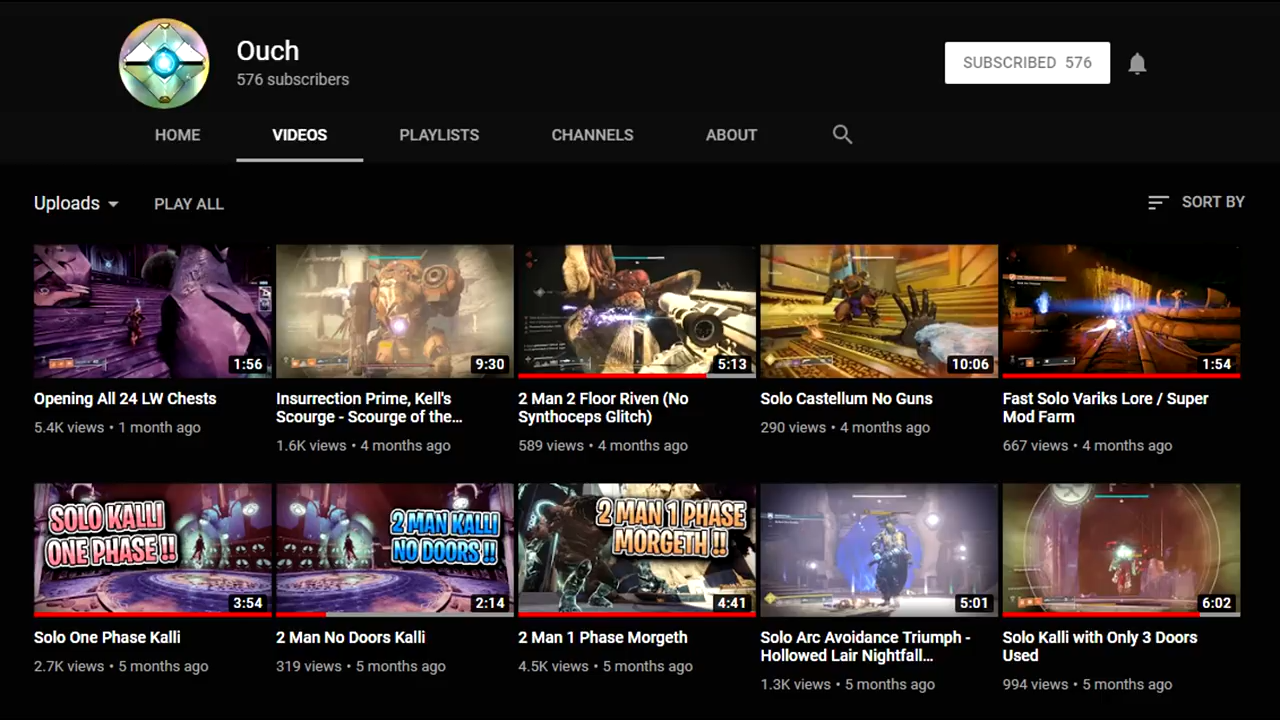 Ouch
576 subscribers
SUBSCRIBED 576
HOME VIDEOS PLAYLISTS CHANNELS ABOUT
Uploads PLAY ALL SORT BY
1:56 9:30 5:13 10:06 1:54
Opening All 24 LW Chests
5.4K views • 1 month ago
Insurrection Prime, Kell's
Scourge - Scourge of the...
1.6K views • 4 months ago
2 Man 2 Floor Riven (No
Synthoceps Glitch)
589 views • 4 months ago
Solo Castellum No Guns
290 views • 4 months ago
Fast Solo Variks Lore / Super
Mod Farm
667 views • 4 months ago
SOLO KALLI
ONE PHASE !!
3:54
2 MAN KALLI
NO DOORS !!
2:14
2 MAN 1 PHASE
MORGETH !!
4:41
5:01
6:02
Solo One Phase Kalli
2.7K views • 5 months ago
2 Man No Doors Kalli
319 views • 5 months ago
2 Man 1 Phase Morgeth
4.5K views • 5 months ago
Solo Arc Avoidance Triumph -
Hollowed Lair Nightfall...
1.3K views • 5 months ago
Solo Kalli with Only 3 Doors
Used
994 views • 5 months ago